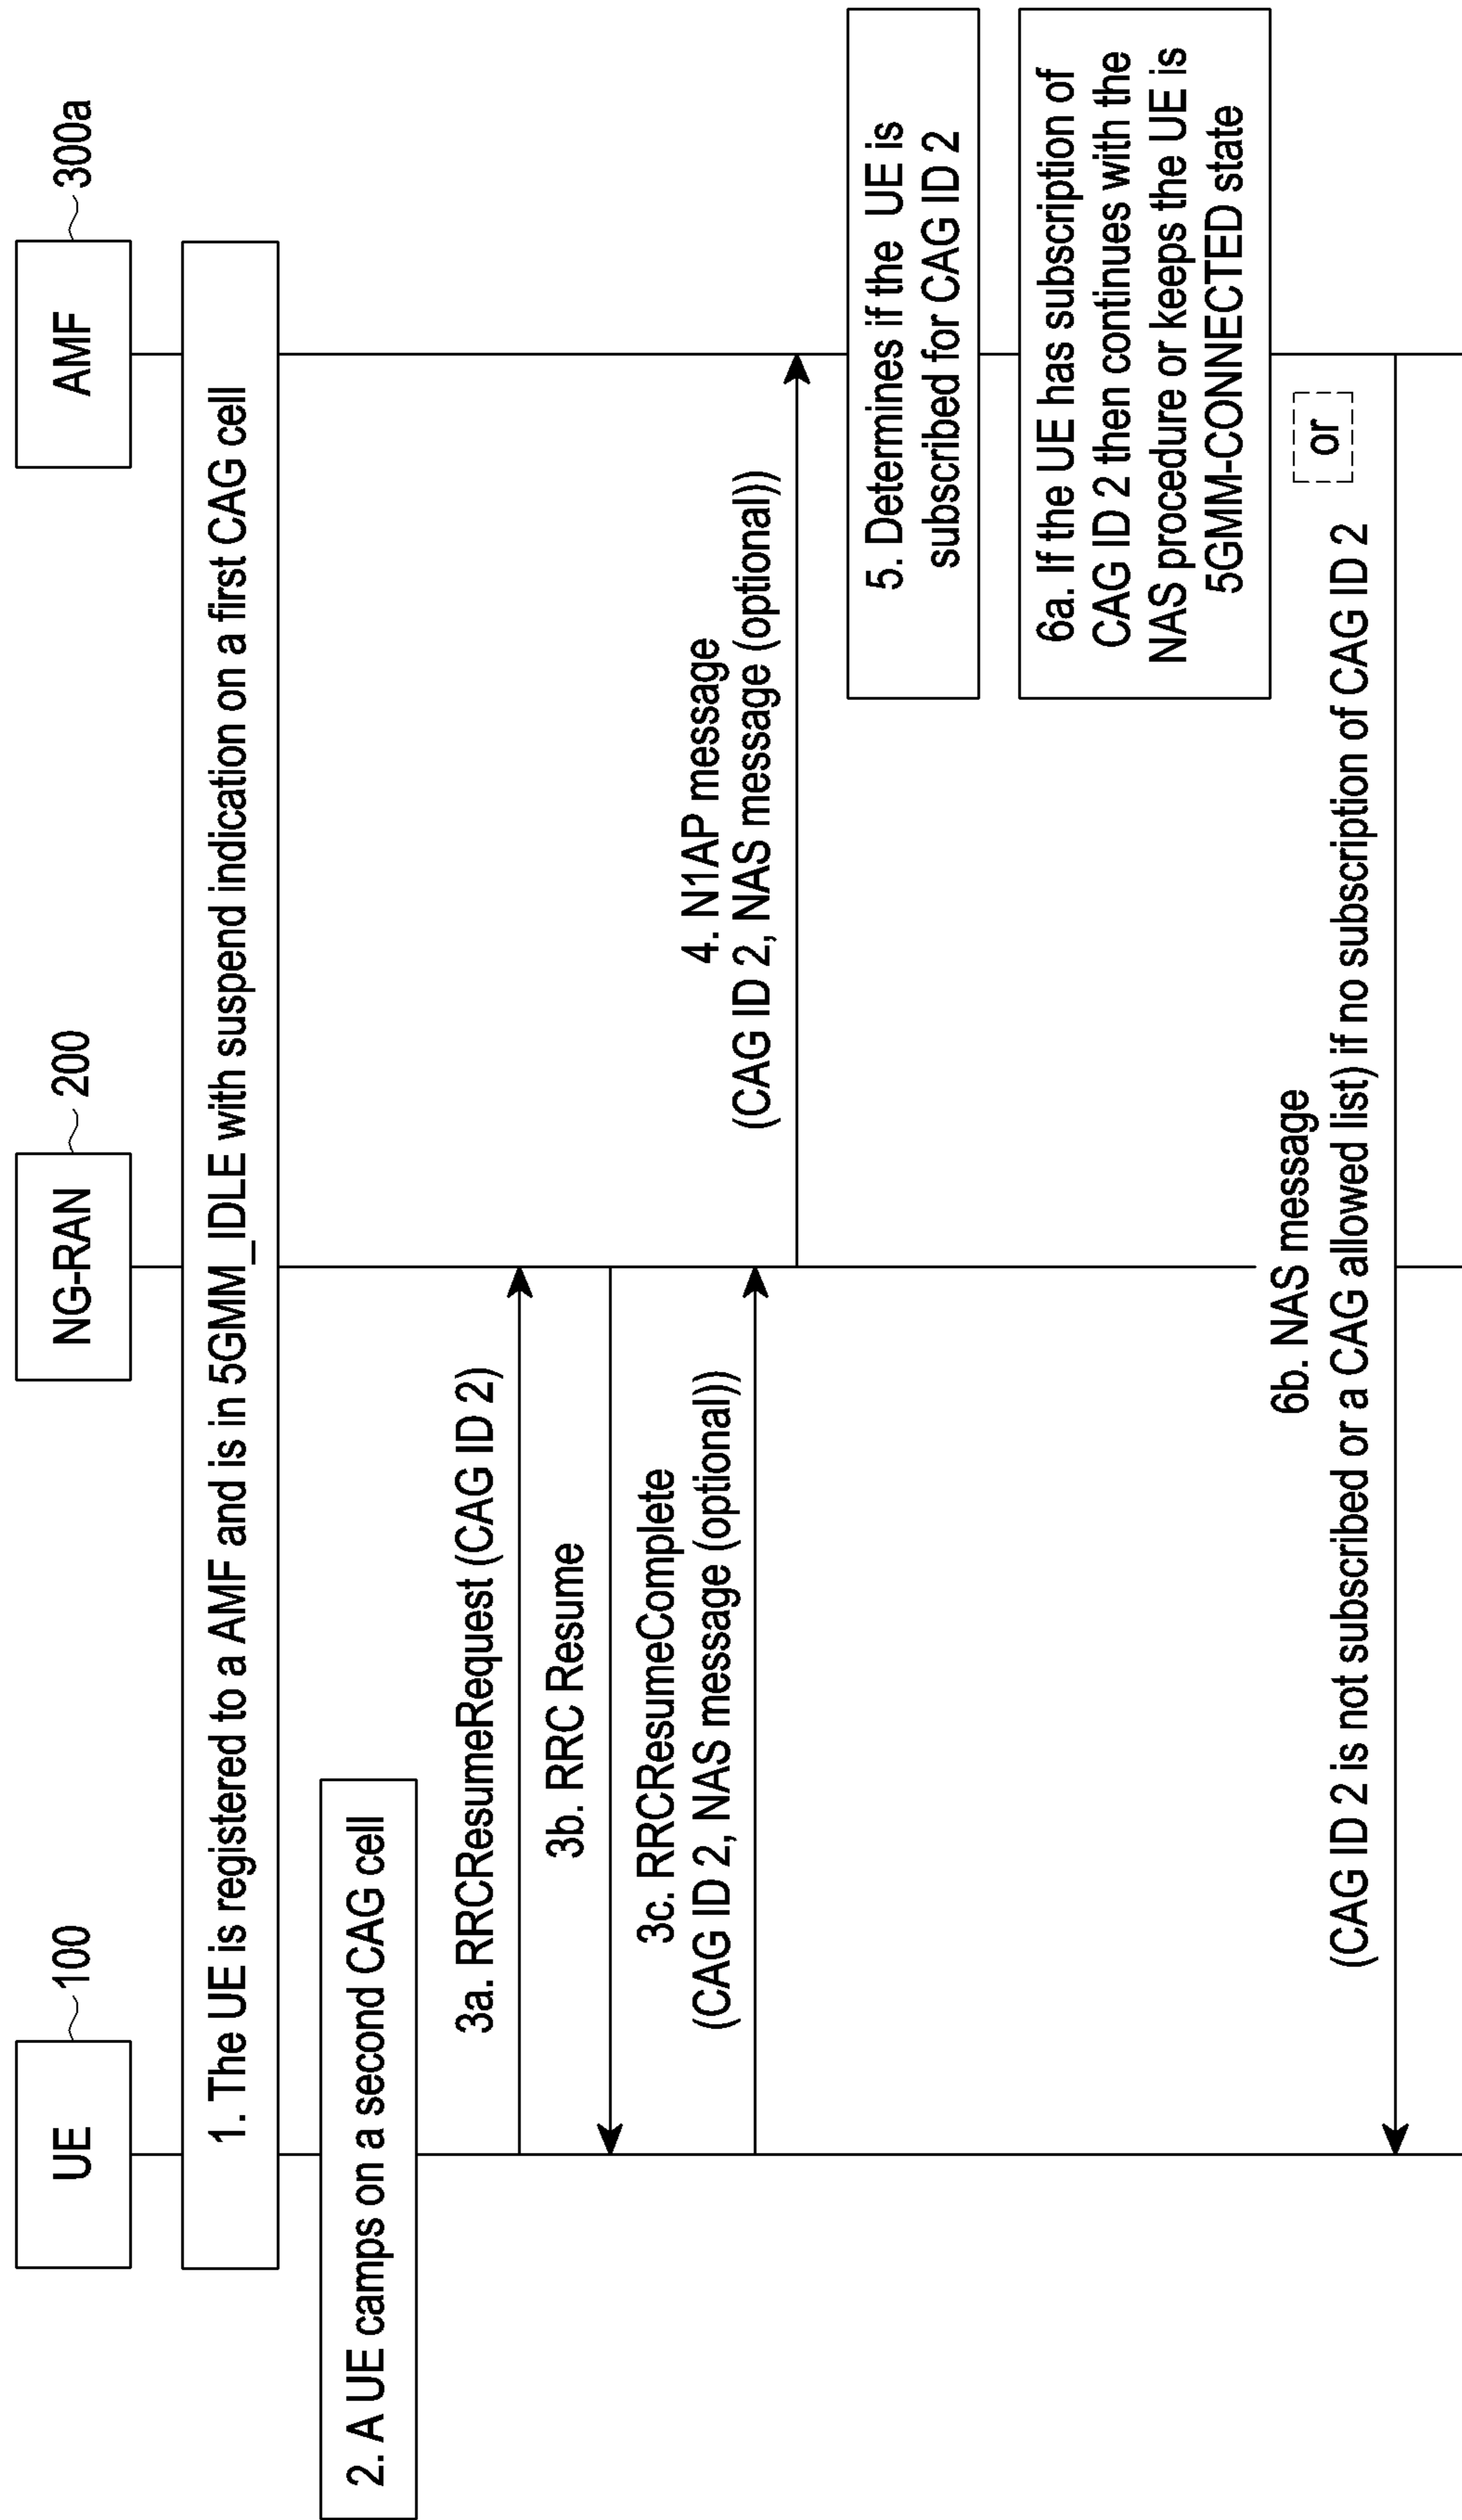 UE
100
NG-RAN
200
AMF
300a
1. The UE is registered to a AMF and is in 5GMM_IDLE with suspend indication on a first CAG cell
2. A UE camps on a second CAG cell
3a. RRCResumeRequest (CAG ID 2)
3b. RRC Resume
3c. RRCResumeComplete
(CAG ID 2, NAS message (optional))
4. N1AP message
(CAG ID 2, NAS message (optional))
5. Determines if the UE is
subscribed for CAG ID 2
6a. If the UE has subscription of
CAG ID 2 then continues with the
NAS procedure or keeps the UE is
5GMM-CONNECTED state
or
6b. NAS message
(CAG ID 2 is not subscribed or a CAG allowed list) if no subscription of CAG ID 2